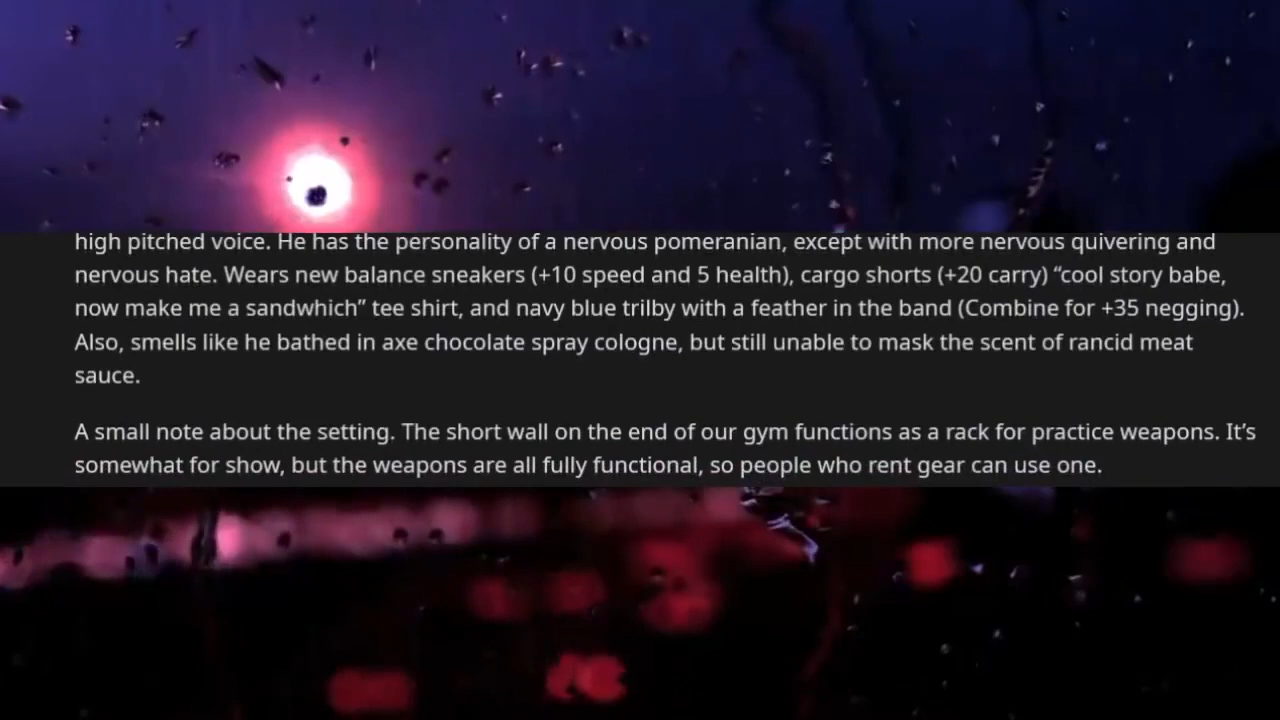 high pitched voice. He has the personality of a nervous pomeranian, except with more nervous quivering and
nervous hate. Wears new balance sneakers (+10 speed and 5 health), cargo shorts (+20 carry) “cool story babe,
now make me a sandwhich” tee shirt, and navy blue trilby with a feather in the band (Combine for +35 negging).
Also, smells like he bathed in axe chocolate spray cologne, but still unable to mask the scent of rancid meat
sauce.
A small note about the setting. The short wall on the end of our gym functions as a rack for practice weapons. It’s
somewhat for show, but the weapons are all fully functional, so people who rent gear can use one.